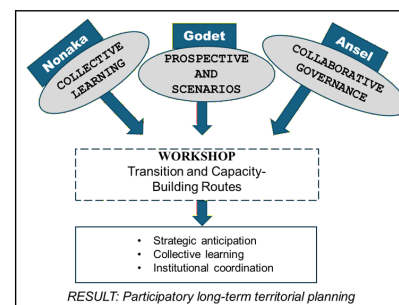 Nonaka
COLLECTIVE
LEARNING
Godet
PROSPECTIVE
AND
SCENARIOS
Ansel
COLLABORATIVE
GOVERNANCE
WORKSHOP
Transition and Capacity-
Building Routes
• Strategic anticipation
• Collective learning
• Institutional coordination
RESULT: Participatory long-term territorial planning